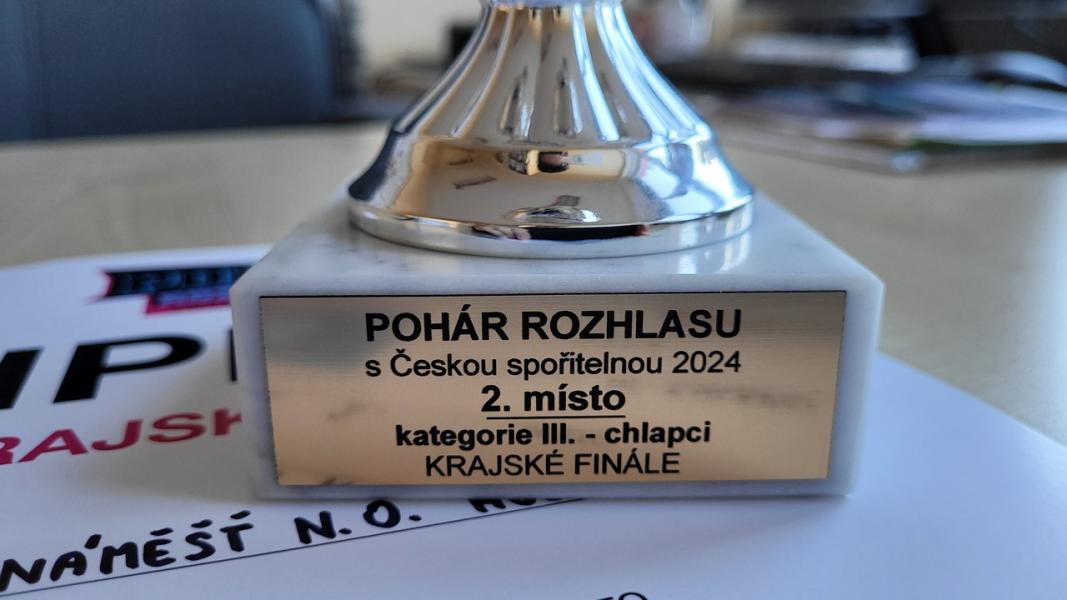 POHÁR ROZHLASU
s Českou spořitelnou 2024
2. místo
kategorie III. - chlapci
KRAJSKÉ FINÁLE
NÁMĚŠŤ N.O.